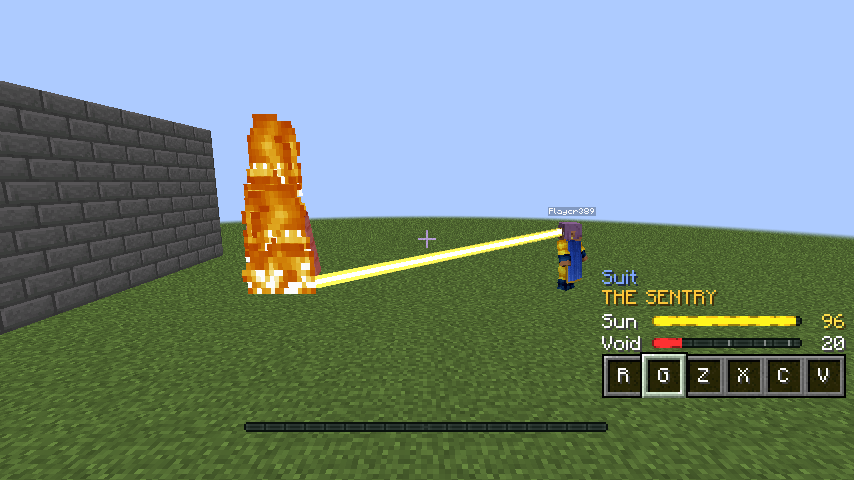 Player389
Suit
THE SENTRY
Sun 96
Void 20
R G Z X C V